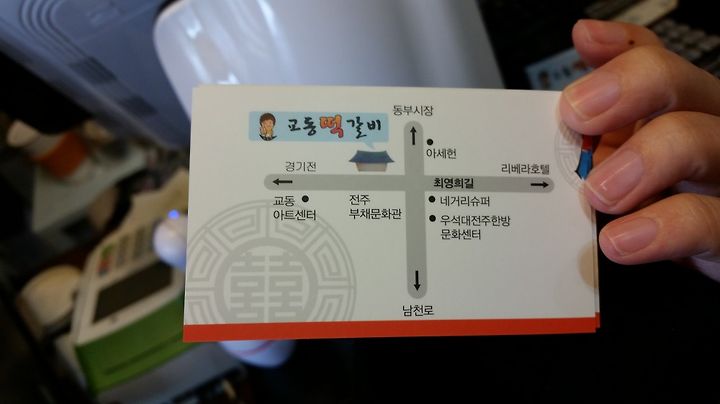 교동떡갈비
동부시장
아세헌
경기전
리베라호텔
최영희길
교동
아트센터
전주
부채문화관
네거리슈퍼
우석대전주한방
문화센터
남천로